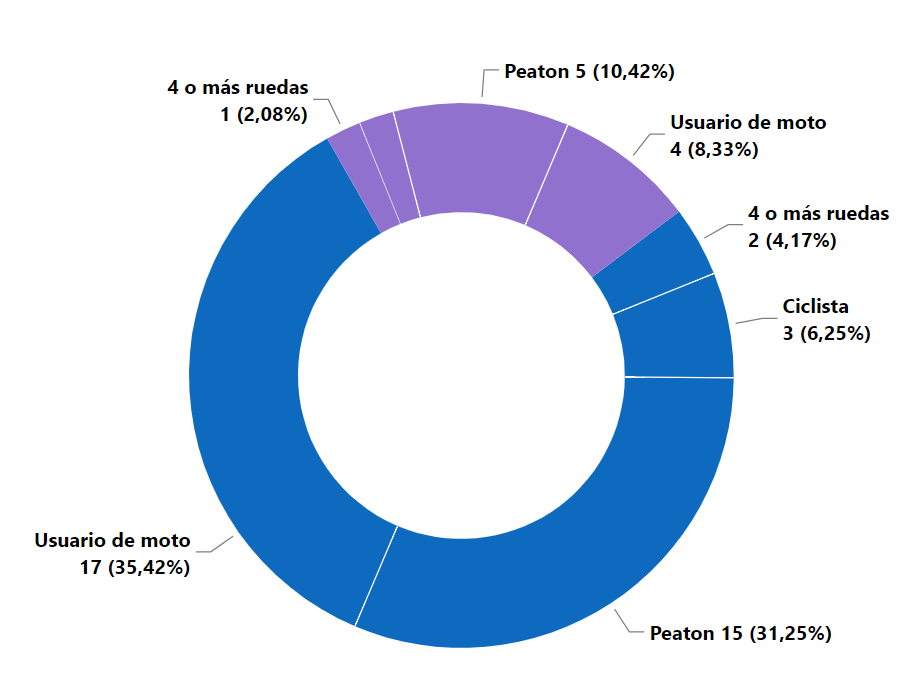 Peaton 5 (10,42%)
4 o más ruedas
1 (2,08%)
Usuario de moto
4 (8,33%)
4 o más ruedas
2 (4,17%)
Ciclista
3 (6,25%)
Usuario de moto
17 (35,42%)
Peaton 15 (31,25%)